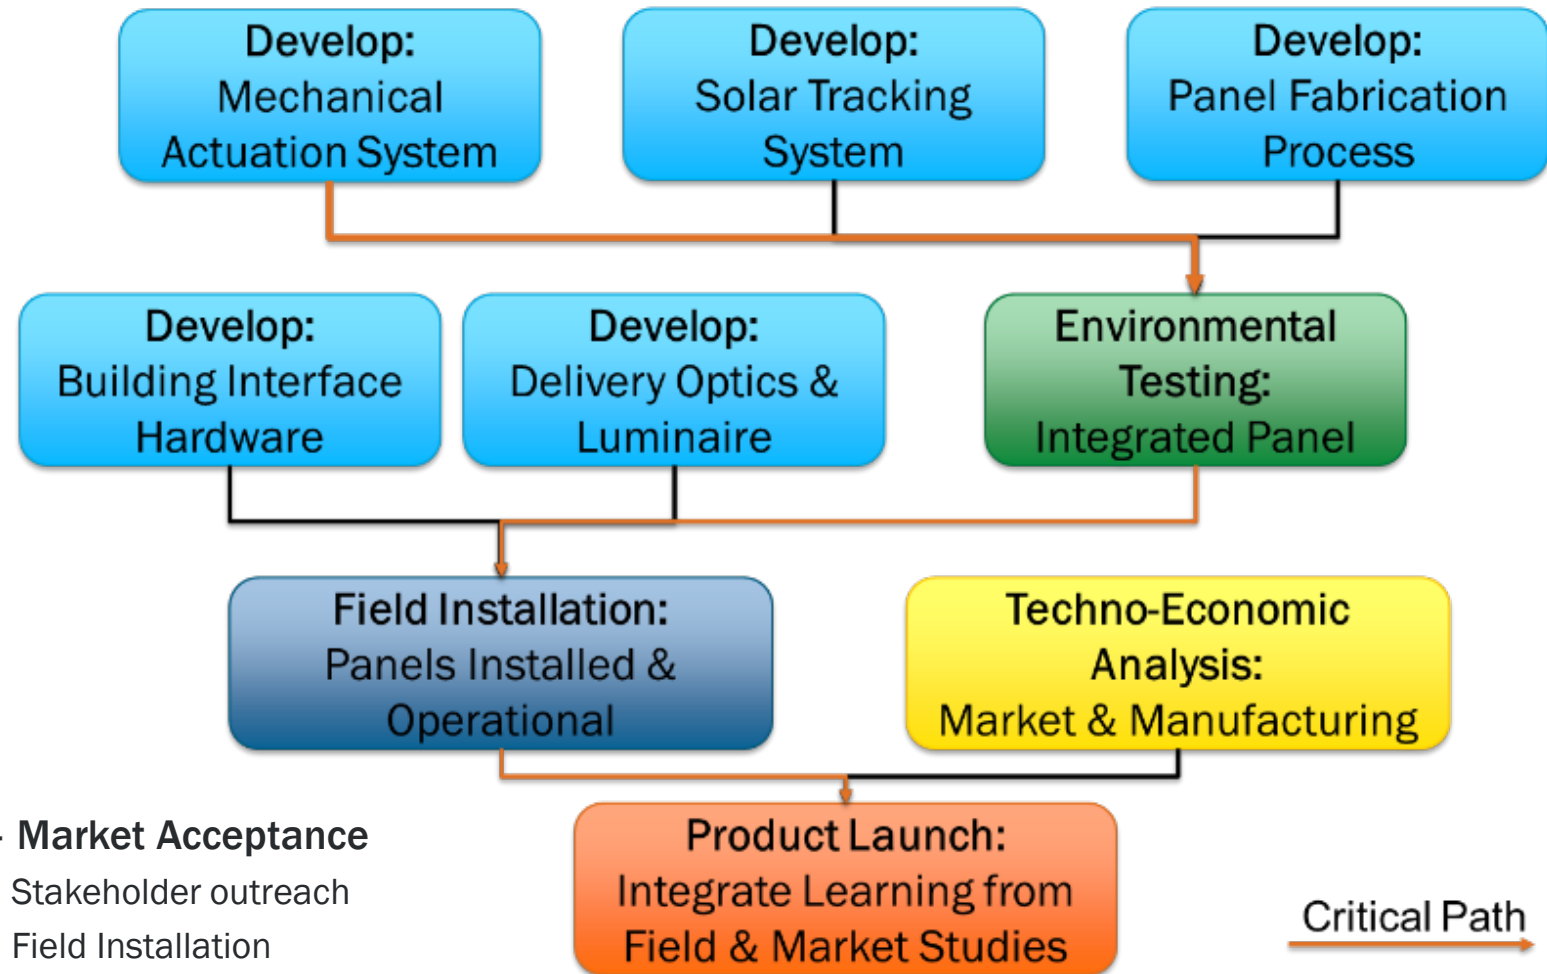 Develop:
Mechanical
Actuation System
Develop:
Solar Tracking
System
Develop:
Panel Fabrication
Process
Develop:
Building Interface
Hardware
Develop:
Delivery Optics &
Luminaire
Environmental
Testing:
Integrated Panel
Field Installation:
Panels Installed &
Operational
Techno-Economic
Analysis:
Market & Manufacturing
Market Acceptance
Stakeholder outreach
Field Installation
Product Launch:
Integrate Learning from
Field & Market Studies
Critical Path